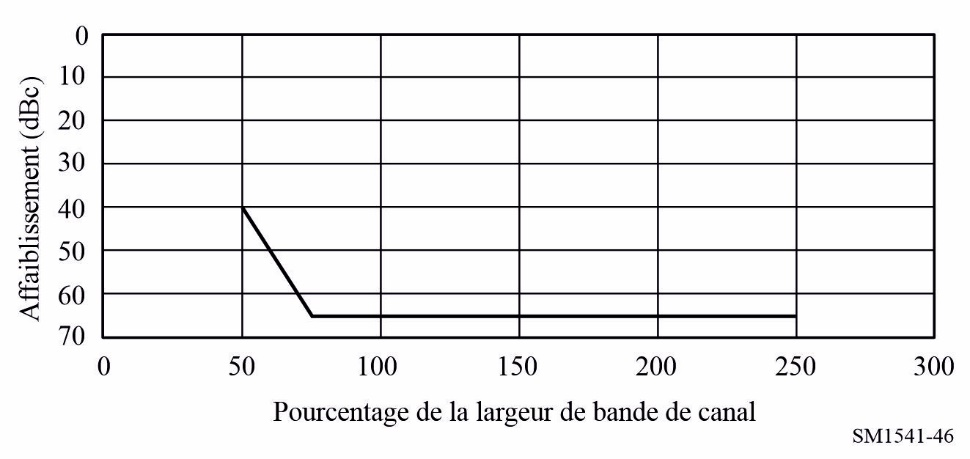 Affaiblissement (dBc)
0
10
20
30
40
50
60
70
0 50 100 150 200 250 300
Pourcentage de la largeur de bande de canal
SM1541-46